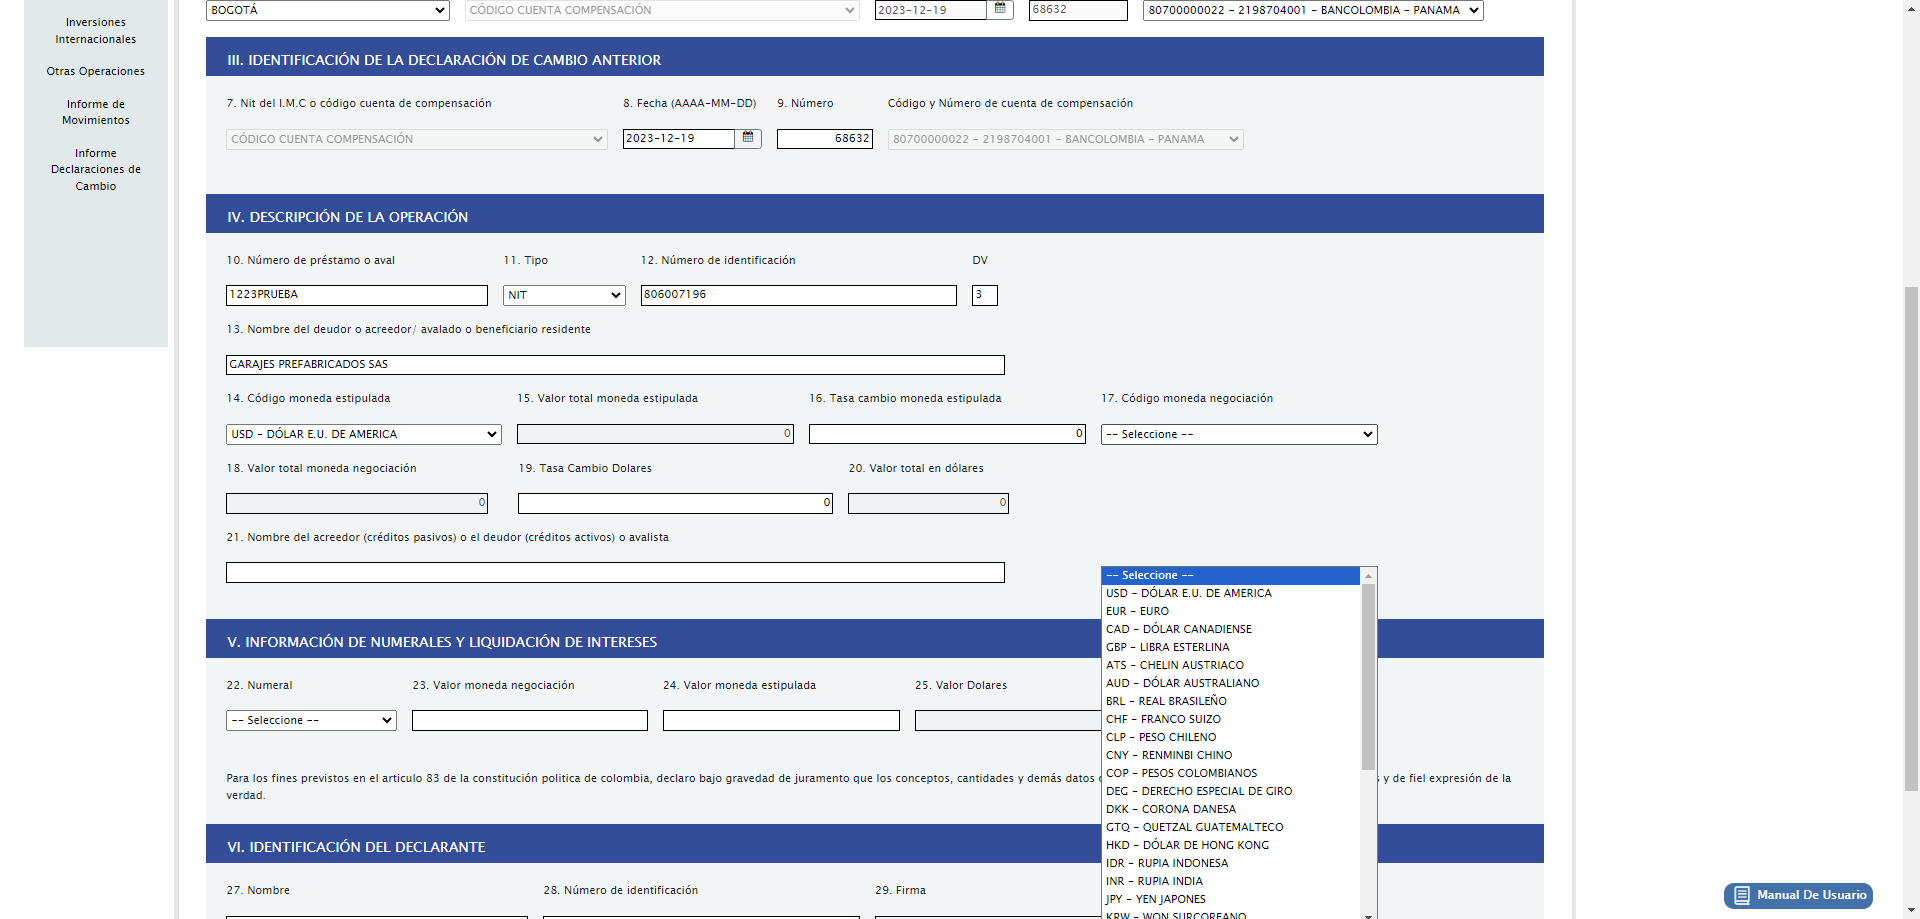 Inversiones
Internacionales
Otras Operaciones
Informe de
Movimientos
Informe
Declaraciones de
Cambio
BOGOTÁ
CÓDIGO CUENTA COMPENSACIÓN
2023-12-19
68632
80700000022 - 2198704001 - BANCOLOMBIA - PANAMA
III. IDENTIFICACIÓN DE LA DECLARACIÓN DE CAMBIO ANTERIOR
7. Nit del I.M.C o código cuenta de compensación
8. Fecha (AAAA-MM-DD)
9. Número
Código y Número de cuenta de compensación
CÓDIGO CUENTA COMPENSACIÓN
2023-12-19
68632
80700000022 - 2198704001 - BANCOLOMBIA - PANAMA
IV. DESCRIPCIÓN DE LA OPERACIÓN
10. Número de préstamo o aval
11. Tipo
12. Número de identificación
DV
1223PRUEBA
NIT
806007196
3
13. Nombre del deudor o acreedor/ avalado o beneficiario residente
GARAJES PREFABRICADOS SAS
14. Código moneda estipulada
15. Valor total moneda estipulada
16. Tasa cambio moneda estipulada
17. Código moneda negociación
USD - DÓLAR E.U. DE AMERICA
0
0
-- Seleccione --
18. Valor total moneda negociación
19. Tasa Cambio Dolares
20. Valor total en dólares
0
0
0
21. Nombre del acreedor (créditos pasivos) o el deudor (créditos activos) o avalista
-- Seleccione --
USD - DÓLAR E.U. DE AMERICA
EUR - EURO
CAD - DÓLAR CANADIENSE
GBP - LIBRA ESTERLINA
ATS - CHELIN AUSTRIACO
AUD - DÓLAR AUSTRALIANO
BRL - REAL BRASILEÑO
CHF - FRANCO SUIZO
CLP - PESO CHILENO
CNY - RENMINBI CHINO
COP - PESOS COLOMBIANOS
DEG - DERECHO ESPECIAL DE GIRO
DKK - CORONA DANESA
GTQ - QUETZAL GUATEMALTECO
HKD - DÓLAR DE HONG KONG
IDR - RUPIA INDONESA
INR - RUPIA INDIA
JPY - YEN JAPONES
KRW - WON SURCOREANO
V. INFORMACIÓN DE NUMERALES Y LIQUIDACIÓN DE INTERESES
22. Numeral
23. Valor moneda negociación
24. Valor moneda estipulada
25. Valor Dolares
-- Seleccione --
Para los fines previstos en el articulo 83 de la constitución politica de colombia, declaro bajo gravedad de juramento que los conceptos, cantidades y demás datos y de fiel expresión de la
verdad.
VI. IDENTIFICACIÓN DEL DECLARANTE
27. Nombre
28. Número de identificación
29. Firma
Manual De Usuario